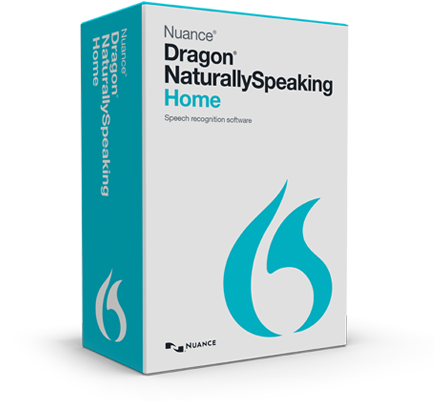 Nuance®
Dragon®
NaturallySpeaking
Home
Speech recognition software
NUANCE
Nuance®
Dragon®
NaturallySpeaking
Home